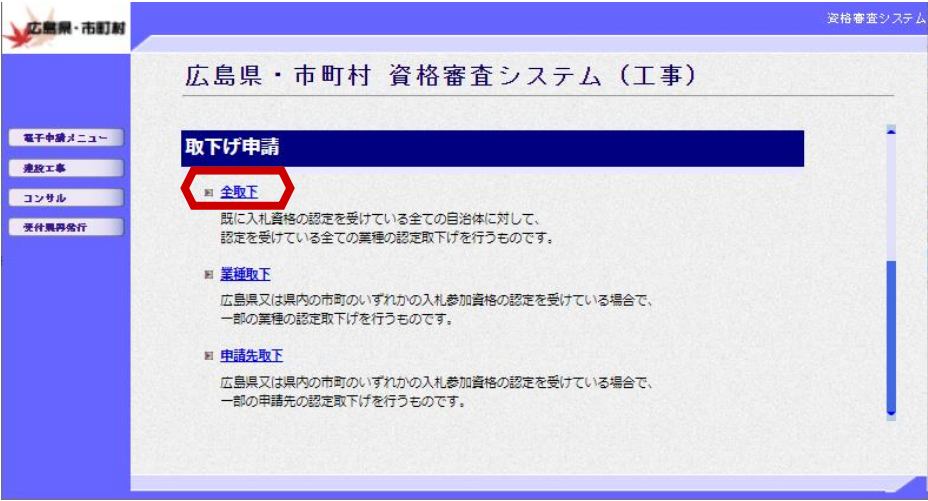 広島県・市町村
資格審査システム
広島県・市町村 資格審査システム（工事）
電子申請メニュー
建設工事
コンサル
受付票再発行
取下げ申請
全取下
既に入札資格の認定を受けている全ての自治体に対して、
認定を受けている全ての業種の認定取下げを行うものです。
業種取下
広島県又は県内の市町のいずれかの入札参加資格の認定を受けている場合で、
一部の業種の認定取下げを行うものです。
申請先取下
広島県又は県内の市町のいずれかの入札参加資格の認定を受けている場合で、
一部の申請先の認定取下げを行うものです。